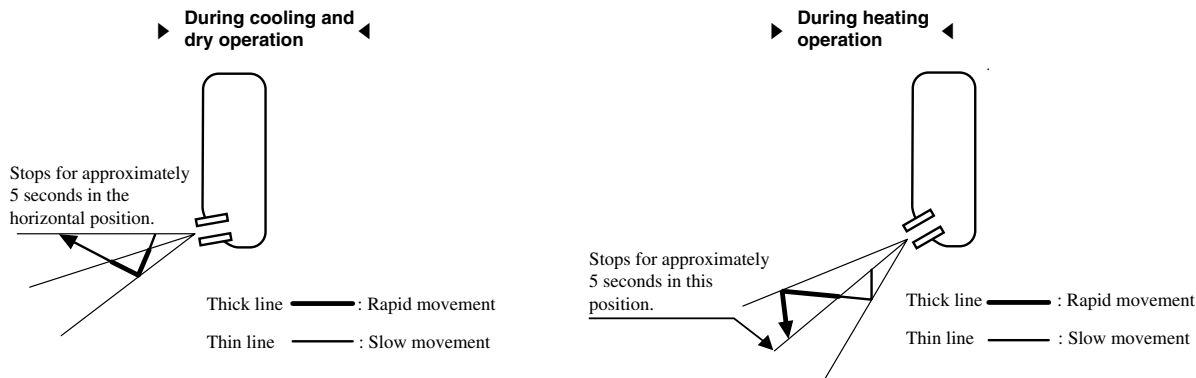 During cooling and
dry operation
Stops for approximately
5 seconds in the
horizontal position.
Thick line : Rapid movement
Thin line : Slow movement
During heating
operation
Stops for approximately
5 seconds in this
position.
Thick line : Rapid movement
Thin line : Slow movement